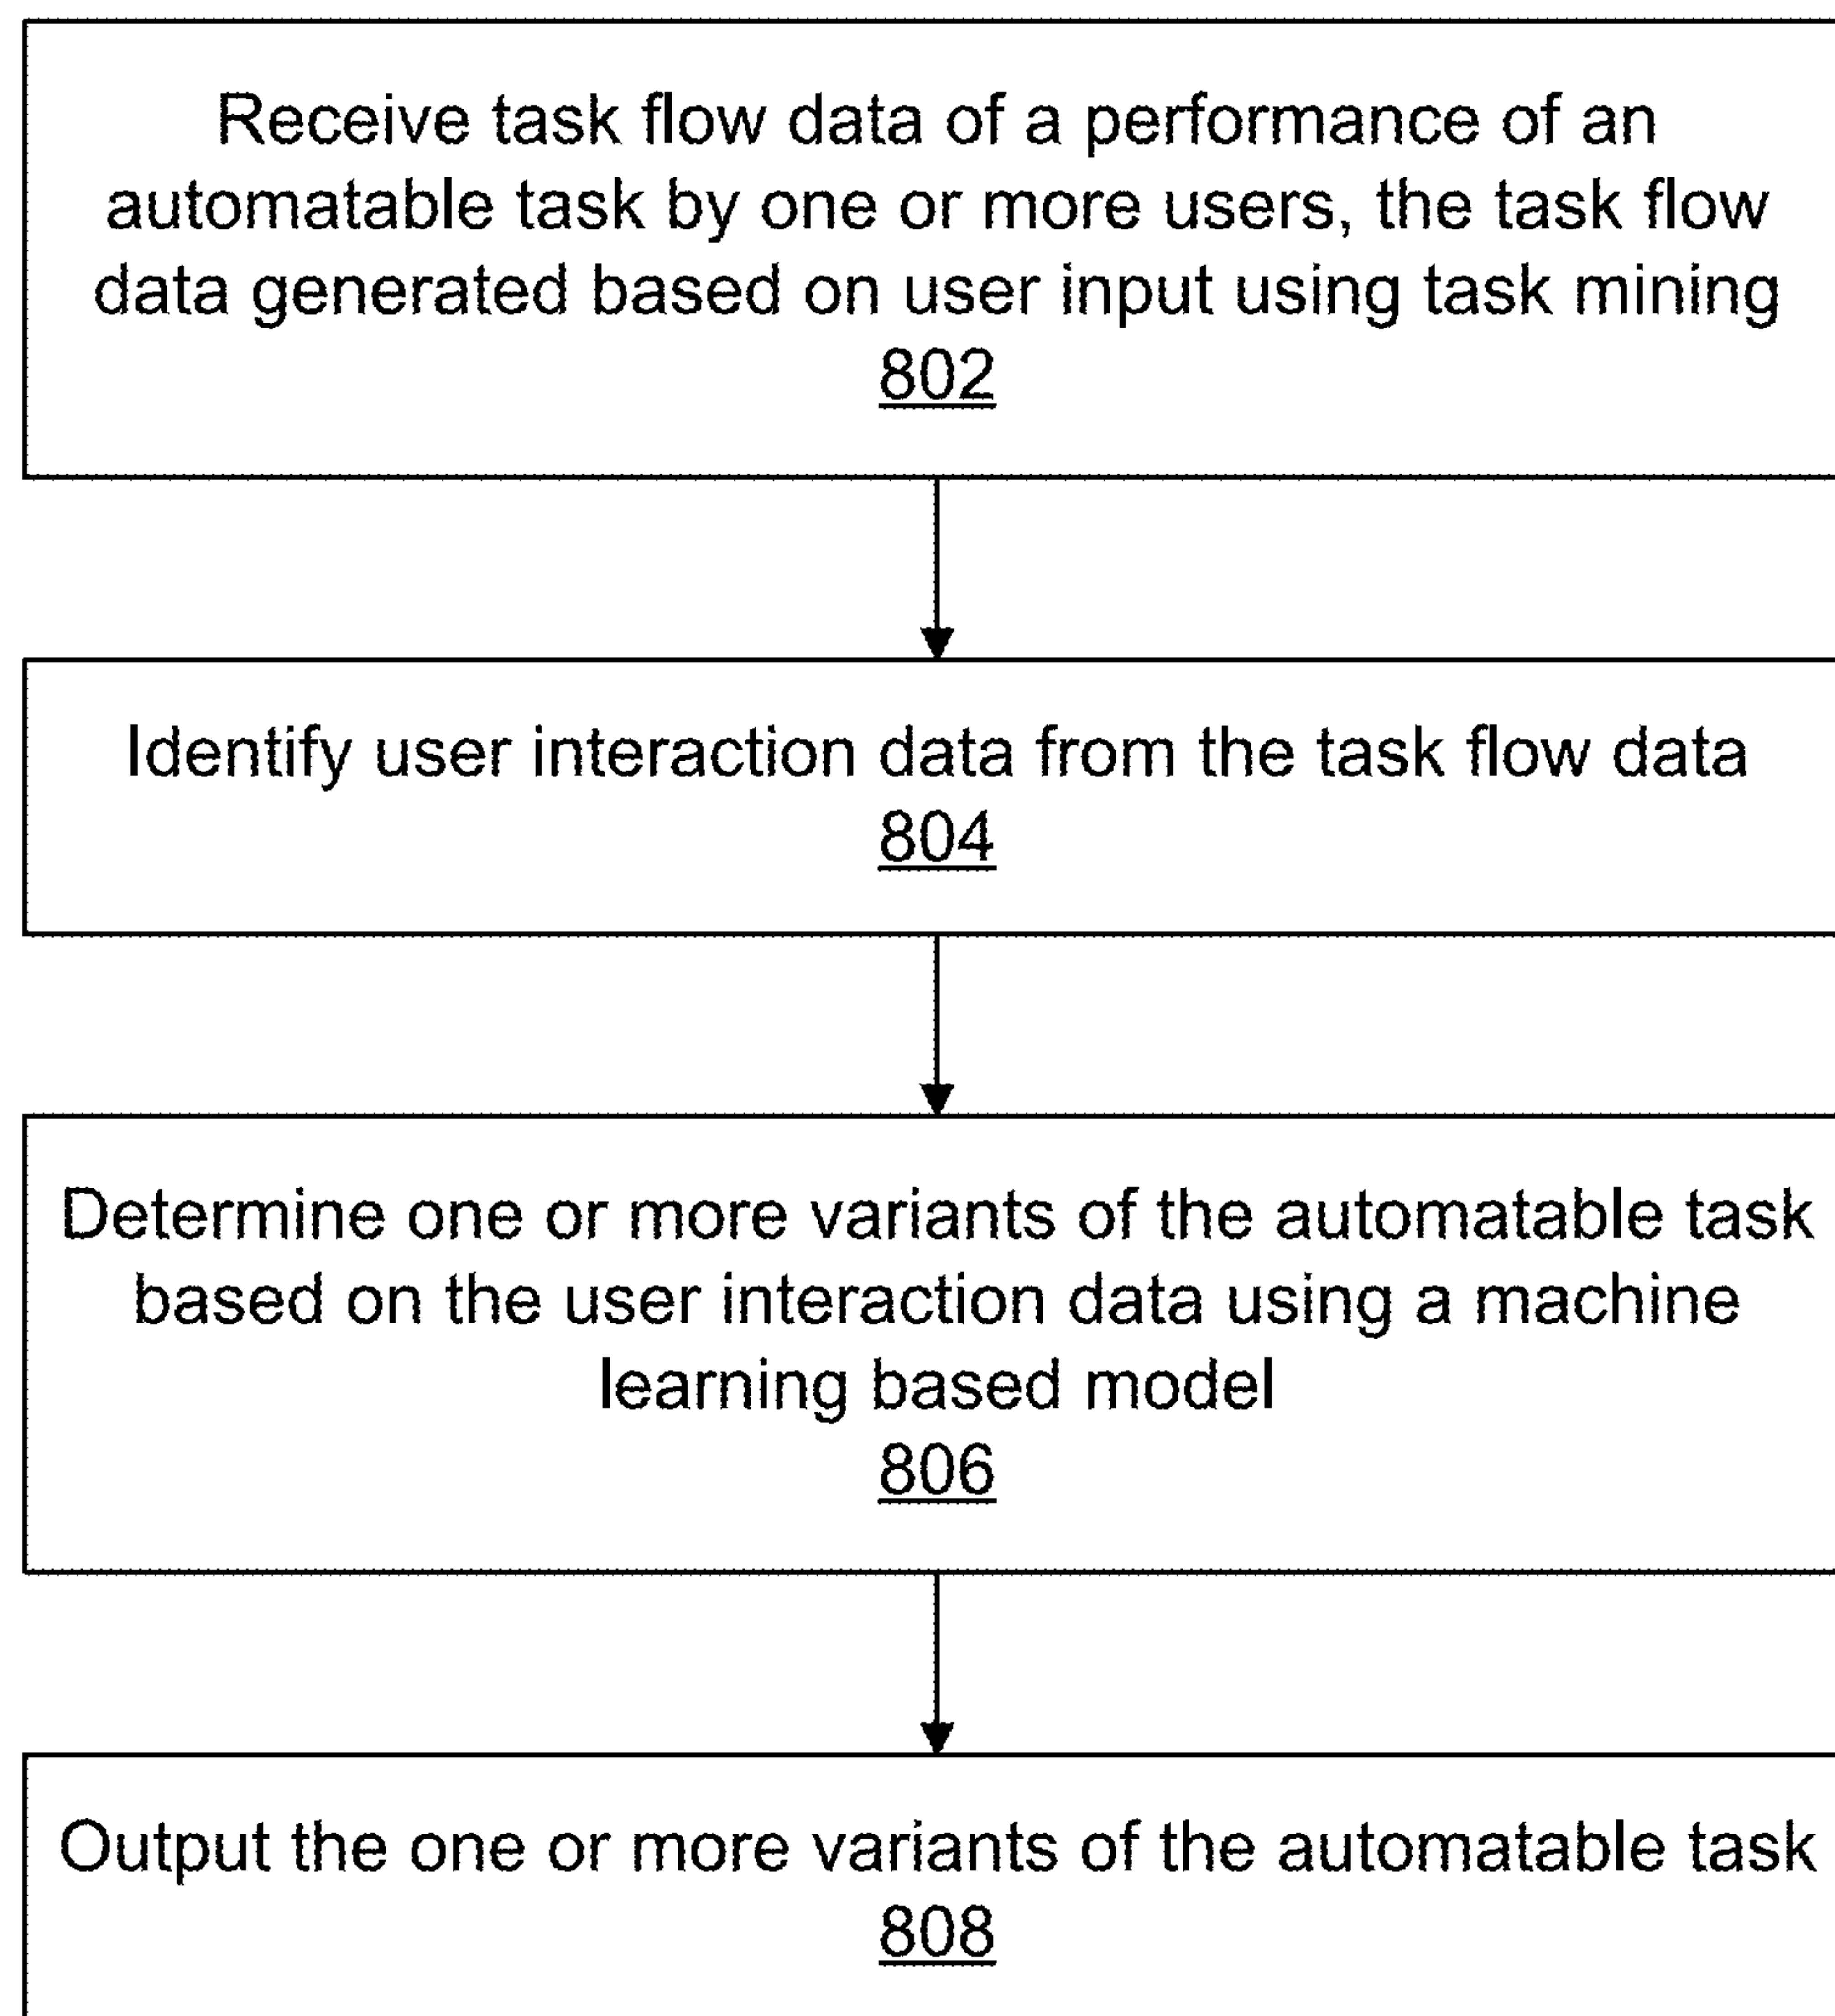 Receive task flow data of a performance of an
automatable task by one or more users, the task flow
data generated based on user input using task mining
802
Identify user interaction data from the task flow data
804
Determine one or more variants of the automatable task
based on the user interaction data using a machine
learning based model
806
Output the one or more variants of the automatable task
808